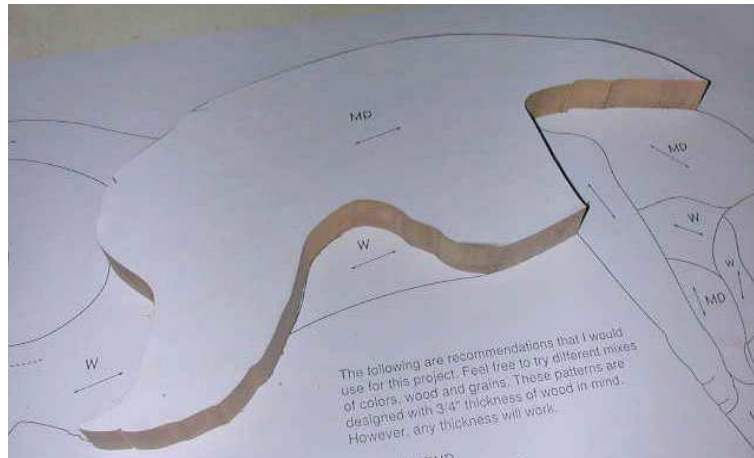 MD
MD
W
W
W
MD
W
The following are recommendations that I would
use for this project. Feel free to try different mixes
of colors, wood and grains. These patterns are
designed with 3/4" thickness of wood in mind.
However, any thickness will work.